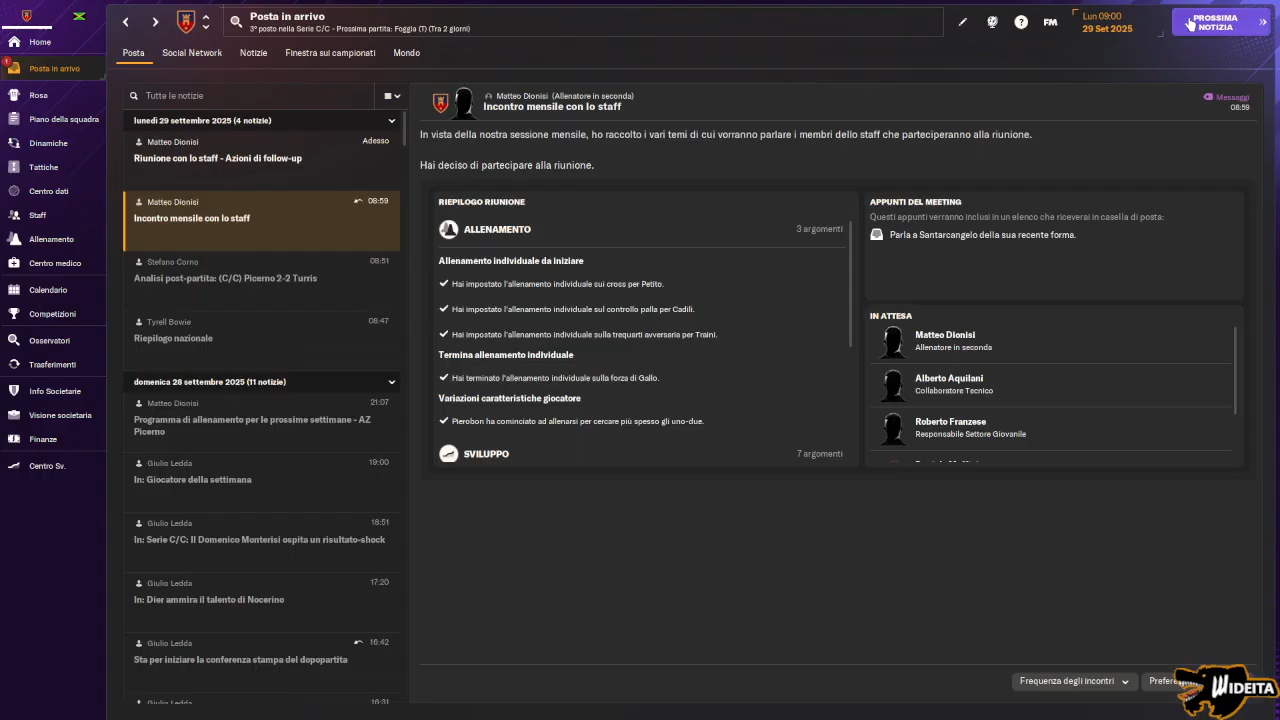 Posta in arrivo
3° posto nella Serie C/C - Prossima partita: Foggia (T) (Tra 2 giorni)
FM
Lun 09:00
29 Set 2025
PROSSIMA
NOTIZIA
Home
Posta
Social Network
Notizie
Finestra sui campionati
Mondo
1
Posta in arrivo
Rosa
Piano della squadra
Dinamiche
Tattiche
Centro dati
Staff
Allenamento
Centro medico
Calendario
Competizioni
Osservatori
Trasferimenti
Info Societarie
Visione societaria
Finanze
Centro Sv.
Tutte le notizie
lunedì 29 settembre 2025 (4 notizie)
Matteo Dionisi
Adesso
Riunione con lo staff - Azioni di follow-up
Matteo Dionisi
08:59
Incontro mensile con lo staff
Stefano Corno
08:51
Analisi post-partita: (C/C) Picerno 2-2 Turris
Tyrell Bowie
08:47
Riepilogo nazionale
domenica 28 settembre 2025 (11 notizie)
Matteo Dionisi
21:07
Programma di allenamento per le prossime settimane - AZ
Picerno
Giulio Ledda
19:00
In: Giocatore della settimana
Giulio Ledda
18:51
In: Serie C/C: Il Domenico Monterisi ospita un risultato-shock
Giulio Ledda
17:20
In: Dier ammira il talento di Nocerino
Giulio Ledda
16:42
Sta per iniziare la conferenza stampa del dopopartita
Giulio Ledda
16:31
Matteo Dionisi (Allenatore in seconda)
Incontro mensile con lo staff
Messaggi
08:59
In vista della nostra sessione mensile, ho raccolto i vari temi di cui vorranno parlare i membri dello staff che parteciperanno alla riunione.
Hai deciso di partecipare alla riunione.
RIEPILOGO RIUNIONE
ALLENAMENTO
3 argomenti
Allenamento individuale da iniziare
Hai impostato l'allenamento individuale sui cross per Petito.
Hai impostato l'allenamento individuale sul controllo palla per Cadili.
Hai impostato l'allenamento individuale sulla trequarti avversaria per Traini.
Termina allenamento individuale
Hai terminato l'allenamento individuale sulla forza di Gallo.
Variazioni caratteristiche giocatore
Pierobon ha cominciato ad allenarsi per cercare più spesso gli uno-due.
SVILUPPO
7 argomenti
APPUNTI DEL MEETING
Questi appunti verranno inclusi in un elenco che riceverai in casella di posta:
Parla a Santarcangelo della sua recente forma.
IN ATTESA
Matteo Dionisi
Allenatore in seconda
Alberto Aquilani
Collaboratore Tecnico
Roberto Franzese
Responsabile Settore Giovanile
Frequenza degli incontri
WIDEITA